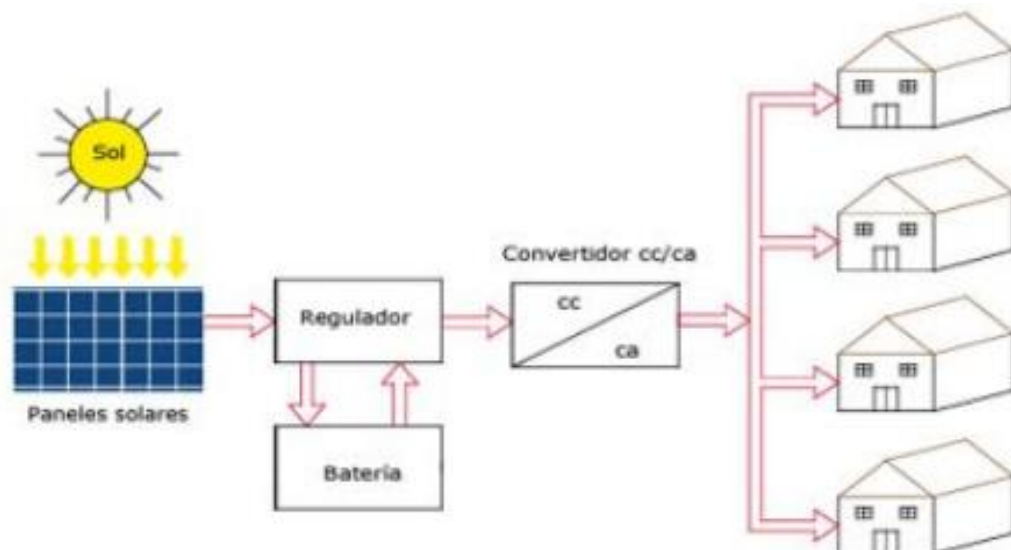 Sol
Paneles solares
Regulador
Batería
Convertidor cc/ca
cc
ca